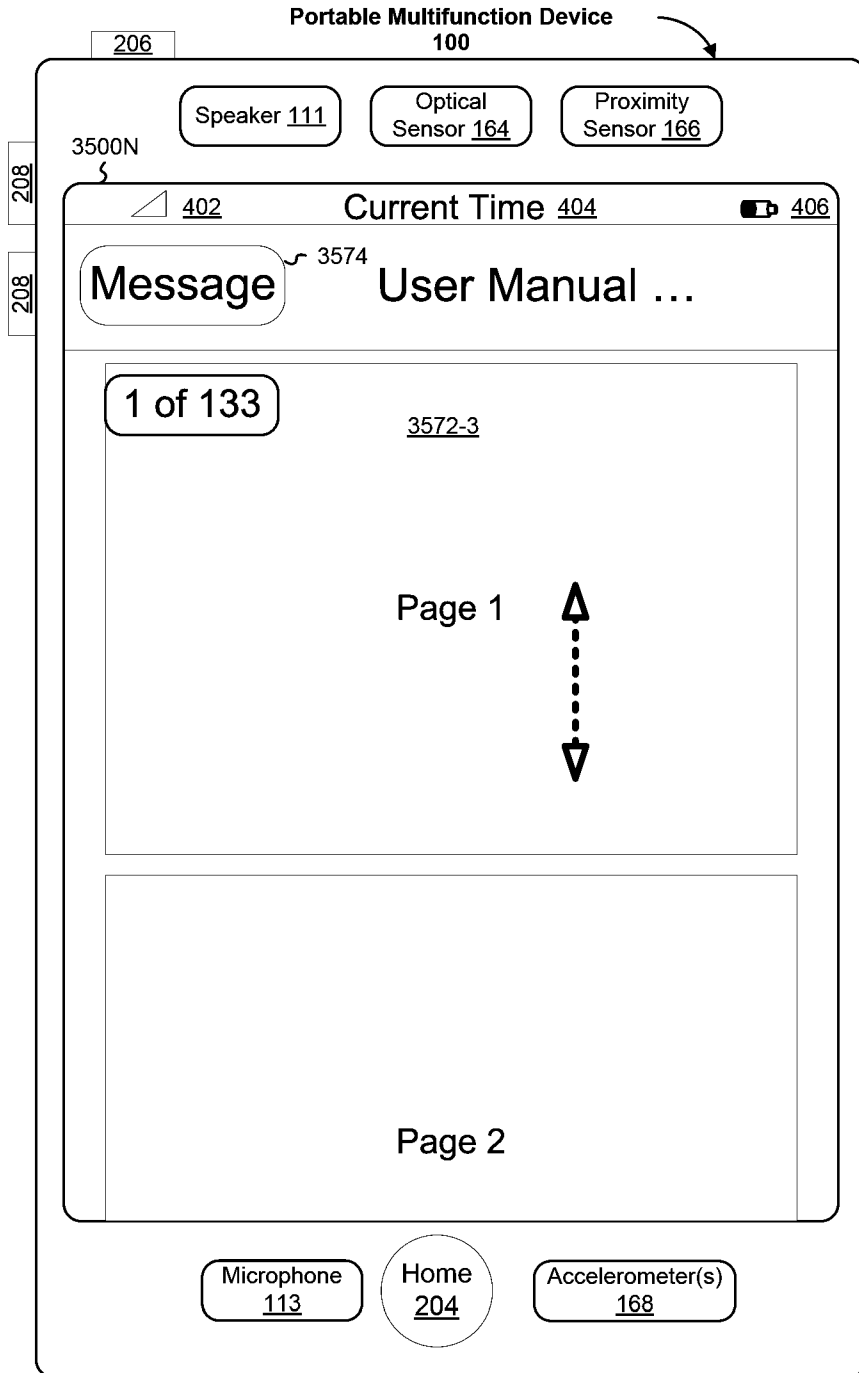 Portable Multifunction Device
100
206
Speaker 111
Optical
Sensor 164
Proximity
Sensor 166
3500N
208
402
Current Time 404
406
208
Message
3574
User Manual ...
1 of 133
3572-3
Page 1
Page 2
Microphone
113
Home
204
Accelerometer(s)
168